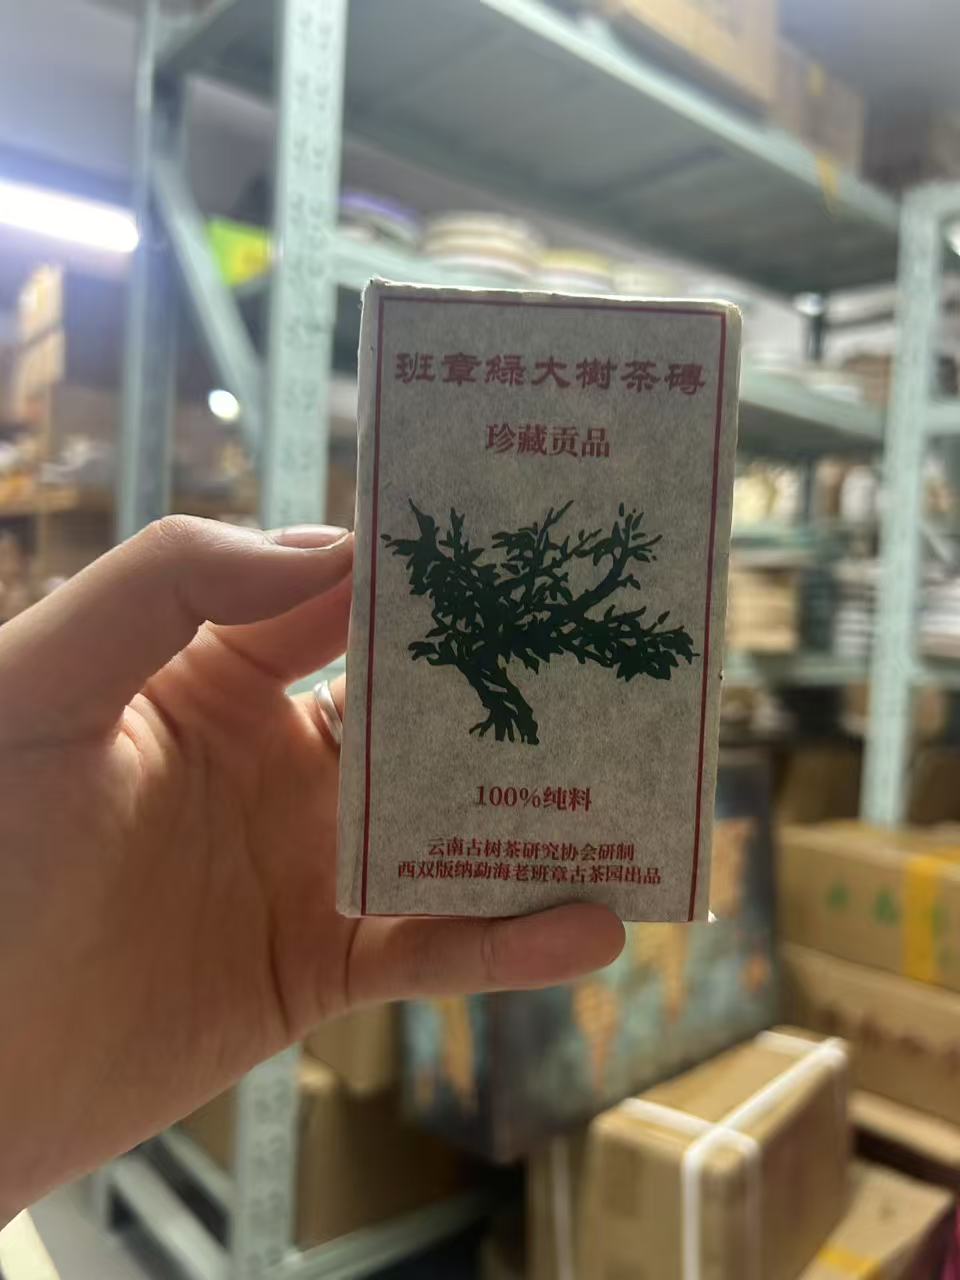 班章緑大樹茶磚
珍藏贡品
100%纯料
云南古树茶研究协会研制
西双版纳勐海老班章古茶园出品